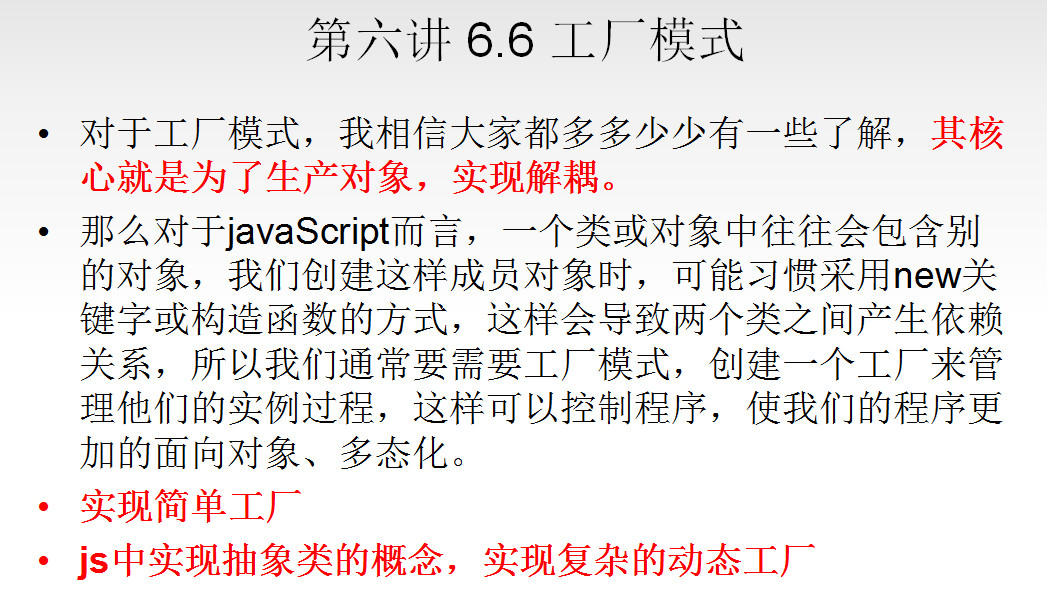 第六讲 6.6 工厂模式
• 对于工厂模式，我相信大家都多多少少有一些了解，其核
心就是为了生产对象，实现解耦。
• 那么对于javaScript而言，一个类或对象中往往会包含别
的对象，我们创建这样成员对象时，可能习惯采用new关
键字或构造函数的方式，这样会导致两个类之间产生依赖
关系，所以我们通常要需要工厂模式，创建一个工厂来管
理他们的实例过程，这样可以控制程序，使我们的程序更
加的面向对象、多态化。
• 实现简单工厂
• js中实现抽象类的概念，实现复杂的动态工厂